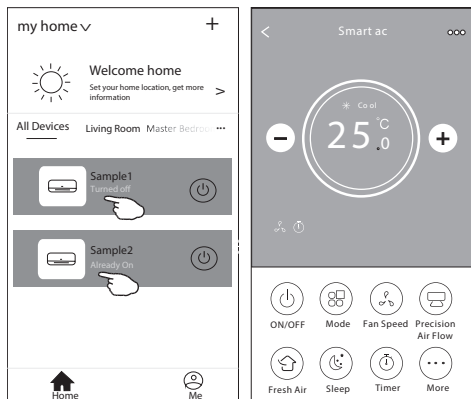 my home
Welcome home
Set your home location, get more
information
All Devices Living Room Master Bedroo
Sample1
Turned off
Sample2
Already On
Home Me
Smart ac
Cool
25.0 °C
ON/OFF Mode Fan Speed Precision
Air Flow
Fresh Air Sleep Timer More